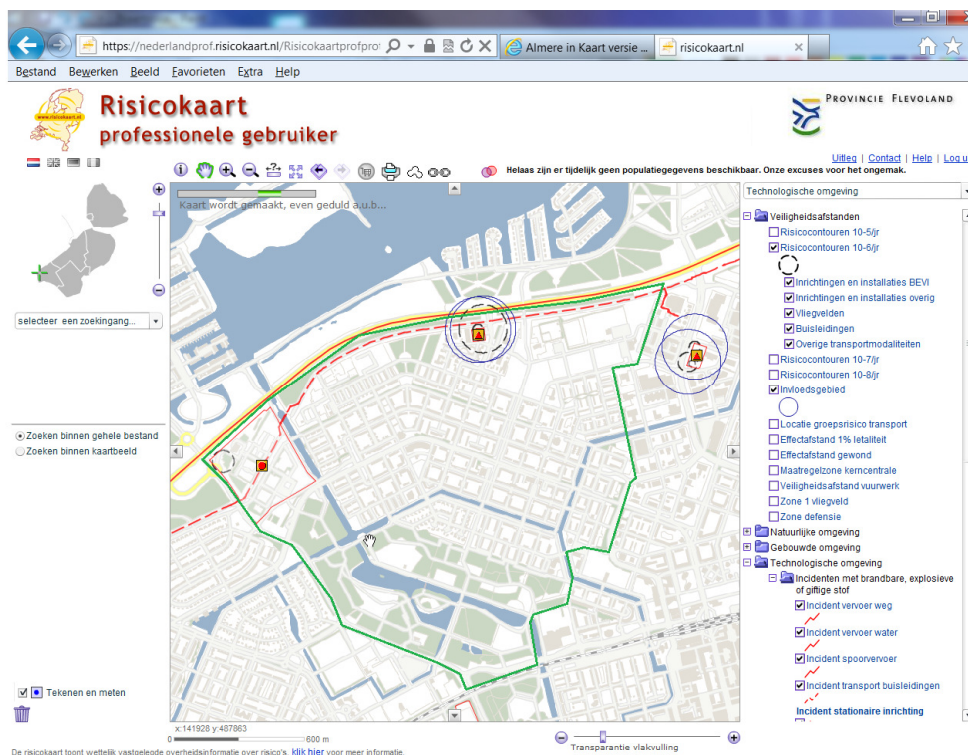 https://nederlandprof.risicokaart.nl/Risicokaartprofpro
Almere in Kaart versie ...
risicokaart.nl
Bestand Bewerken Beeld Favorieten Extra Help
www.risicokaart.nl
Risicokaart
professionele gebruiker
PROVINCIE FLEVOLAND
Uitleg | Contact | Help | Log u
Helaas zijn er tijdelijk geen populatiegegevens beschikbaar. Onze excuses voor het ongemak.
Kaart wordt gemaakt, even geduld a.u.b...
selecteer een zoekingang...
Zoeken binnen gehele bestand
Zoeken binnen kaartbeeld
Tekenen en meten
Technologische omgeving
Veiligheidsafstanden
Risicocontouren 10-5/jr
Risicocontouren 10-6/jr
Inrichtingen en installaties BEVI
Inrichtingen en installaties overig
Vliegvelden
Buisleidingen
Overige transportmodaliteiten
Risicocontouren 10-7/jr
Risicocontouren 10-8/jr
Invloedsgebied
Locatie groepsrisico transport
Effectafstand 1% letaliteit
Effectafstand gewond
Maatregelzone kerncentrale
Veiligheidsafstand vuurwerk
Zone 1 vliegveld
Zone defensie
Natuurlijke omgeving
Gebouwde omgeving
Technologische omgeving
Incidenten met brandbare, explosieve
of giftige stof
Incident vervoer weg
Incident vervoer water
Incident spoorvervoer
Incident transport buisleidingen
Incident stationaire inrichting
x:141928 y:487863
0 600 m
Transparantie vlakvulling
De risicokaart toont wettelijk vastgelegde overheidsinformatie over risico's. klik hier voor meer informatie.